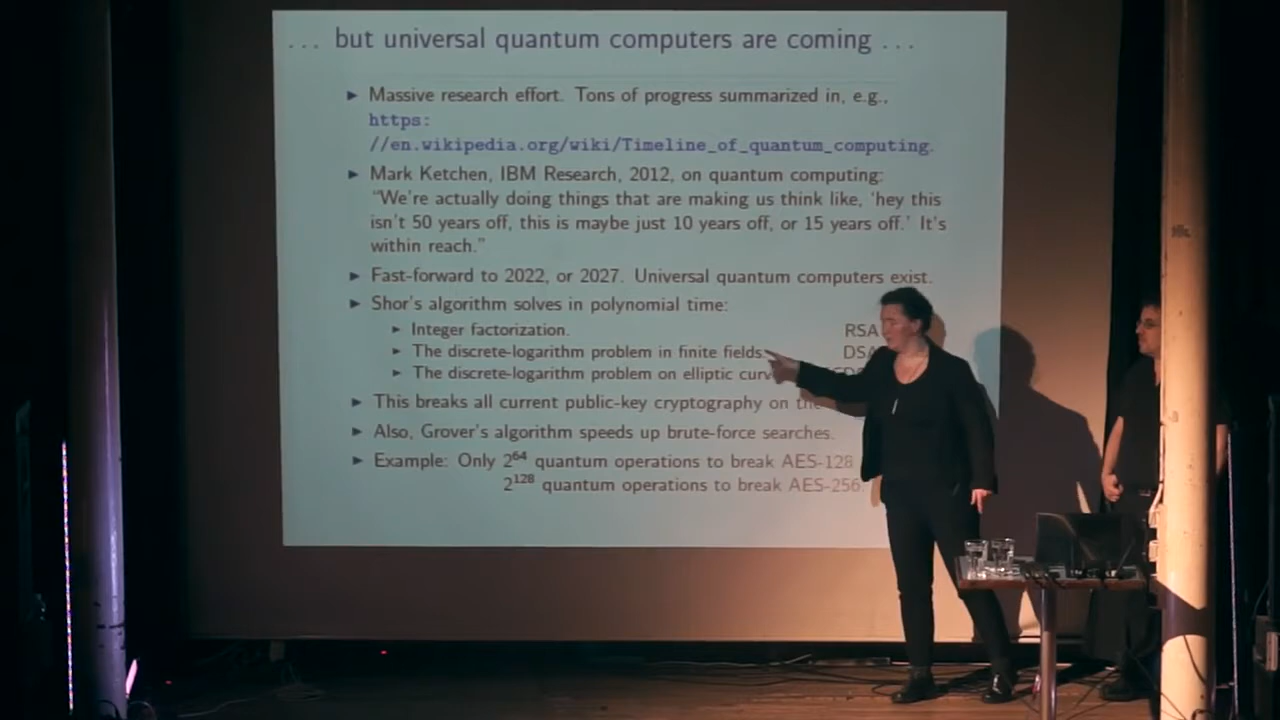 ... but universal quantum computers are coming ...
► Massive research effort. Tons of progress summarized in, e.g.,
https:
//en.wikipedia.org/wiki/Timeline_of_quantum_computing.
► Mark Ketchen, IBM Research, 2012, on quantum computing:
“We're actually doing things that are making us think like, ‘hey this
isn't 50 years off, this is maybe just 10 years off, or 15 years off.’ It's
within reach.”
► Fast-forward to 2022, or 2027. Universal quantum computers exist.
► Shor's algorithm solves in polynomial time:
► Integer factorization. RSA
► The discrete-logarithm problem in finite fields. DSA
► The discrete-logarithm problem on elliptic
► This breaks all current public-key cryptography on the
► Also, Grover's algorithm speeds up brute-force searches.
► Example: Only 2^64 quantum operations to break AES-128
2^128 quantum operations to break AES-256.